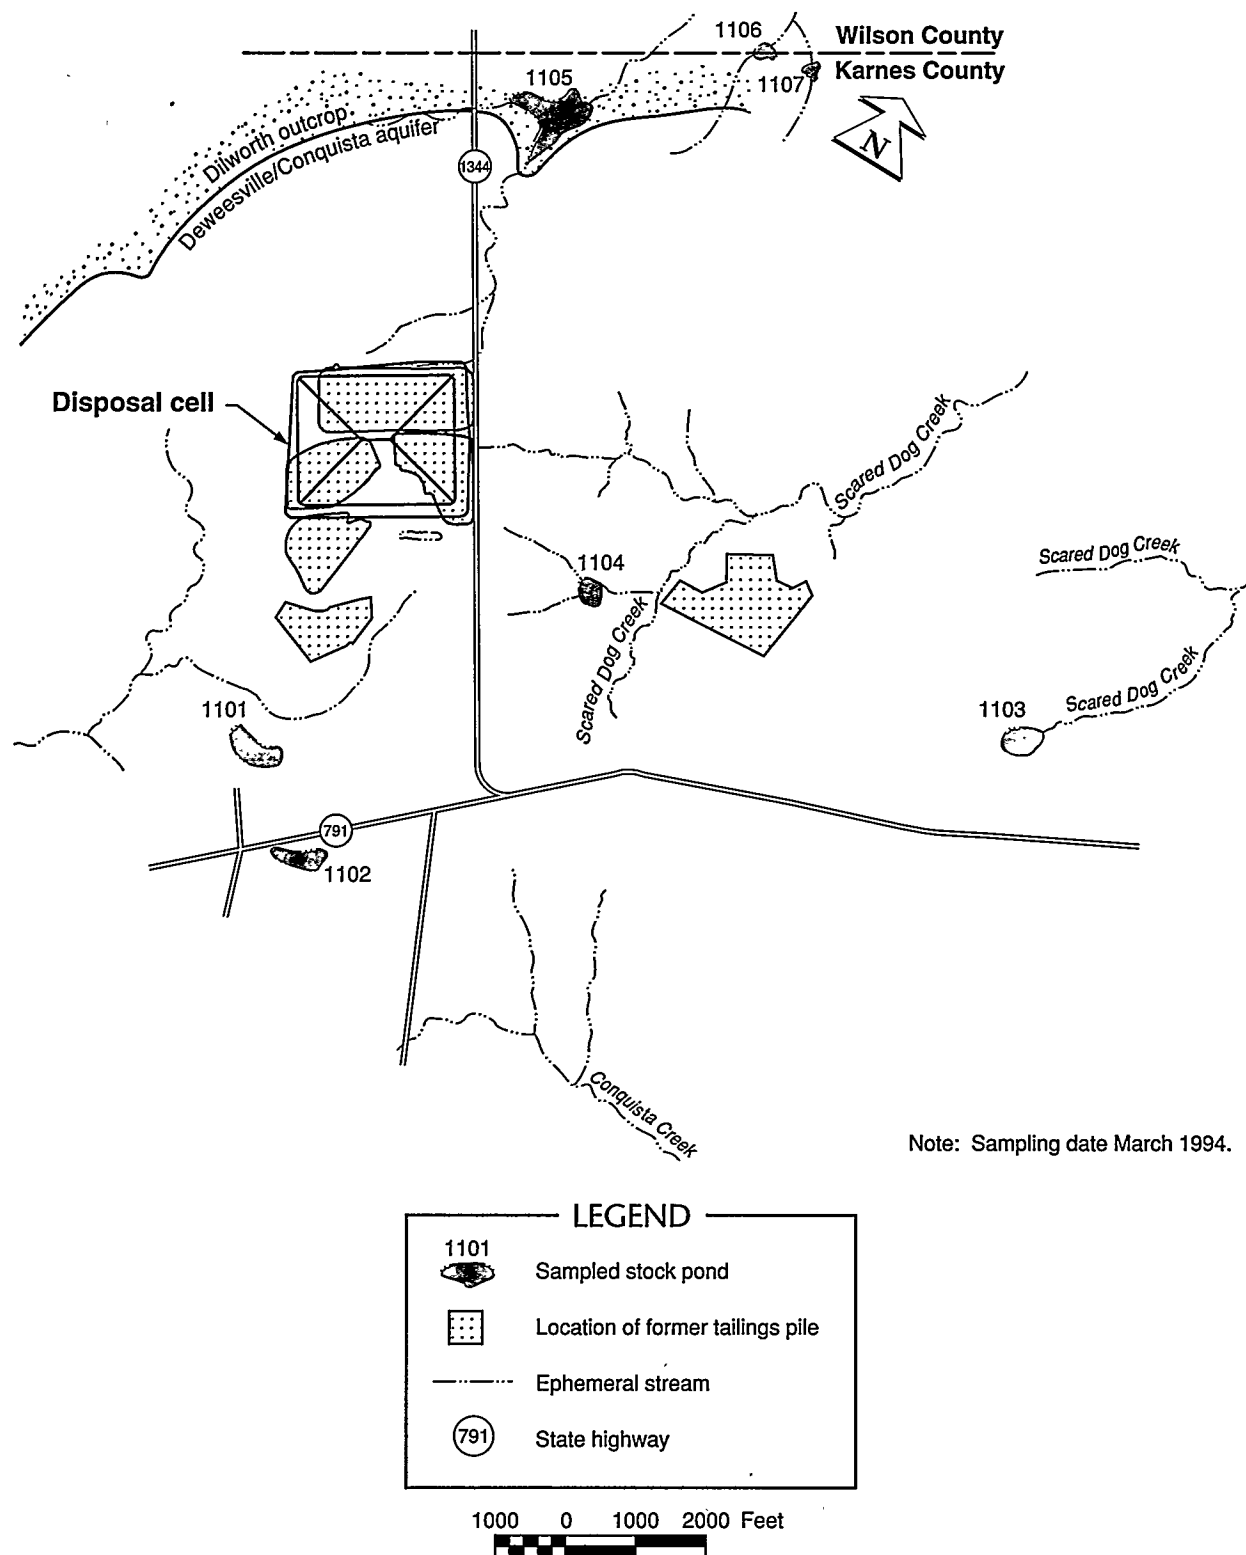 1106
Wilson County
Karnes County
1107
1105
N
Dilworth outcrop
Deweesville/Conquista aquifer
1344
Disposal cell
Scared Dog Creek
Scared Dog Creek
1104
Scared Dog Creek
Scared Dog Creek
1101
1103
791
1102
Conquista Creek
Note: Sampling date March 1994.
LEGEND
1101
Sampled stock pond
Location of former tailings pile
Ephemeral stream
791
State highway
1000 0 1000 2000 Feet